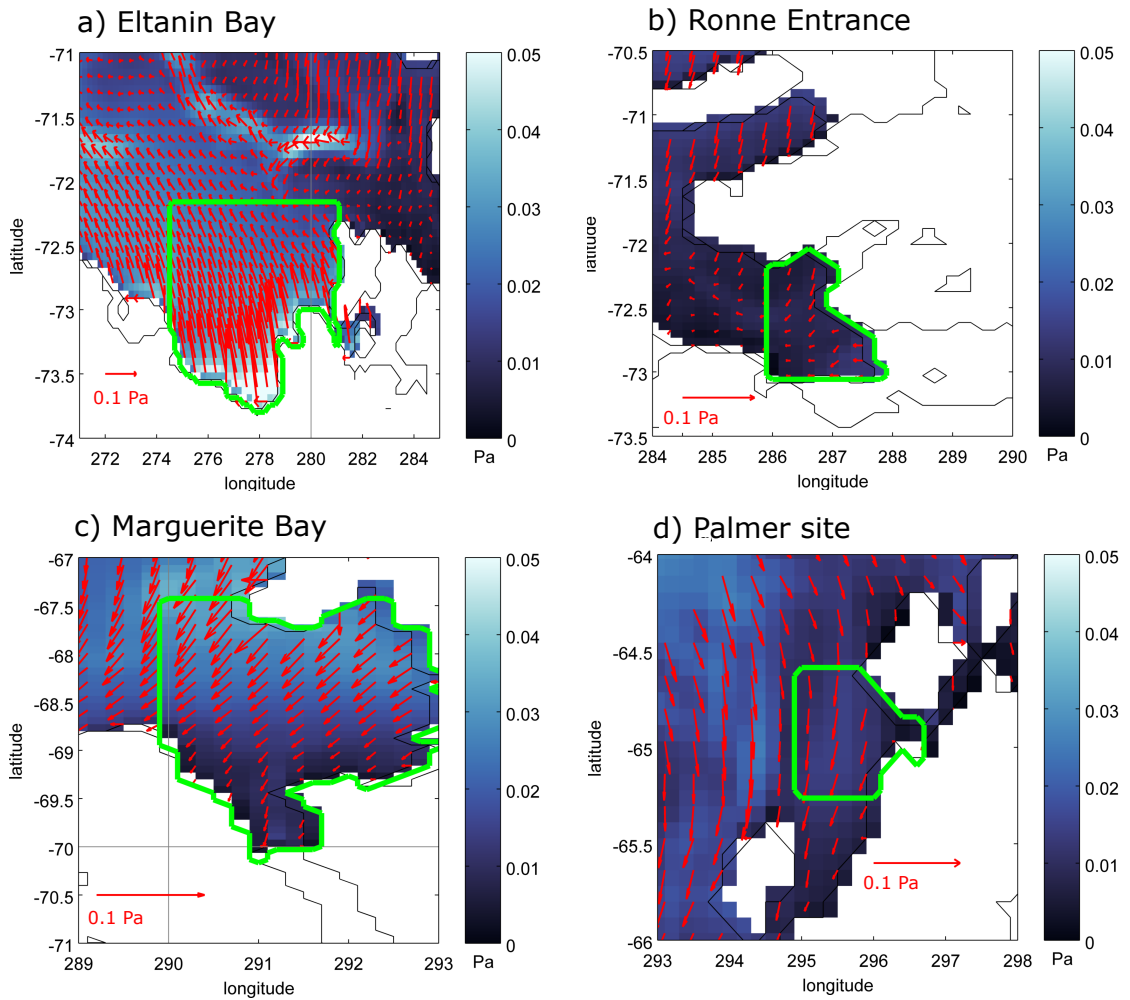 a) Eltanin Bay
-71
-71.5
-72
-72.5
-73
-73.5
-74
latitude
0.1 Pa
272 274 276 278 280 282 284
longitude
0.05
0.04
0.03
0.02
0.01
0
Pa
b) Ronne Entrance
-70.5
-71
-71.5
-72
-72.5
-73
-73.5
latitude
0.1 Pa
284 285 286 287 288 289 290
longitude
0.05
0.04
0.03
0.02
0.01
0
Pa
c) Marguerite Bay
-67
-67.5
-68
-68.5
-69
-69.5
-70
-70.5
-71
latitude
0.1 Pa
289 290 291 292 293
longitude
0.05
0.04
0.03
0.02
0.01
0
Pa
d) Palmer site
-64
-64.5
-65
-65.5
-66
latitude
0.1 Pa
293 294 295 296 297 298
longitude
0.05
0.04
0.03
0.02
0.01
0
Pa